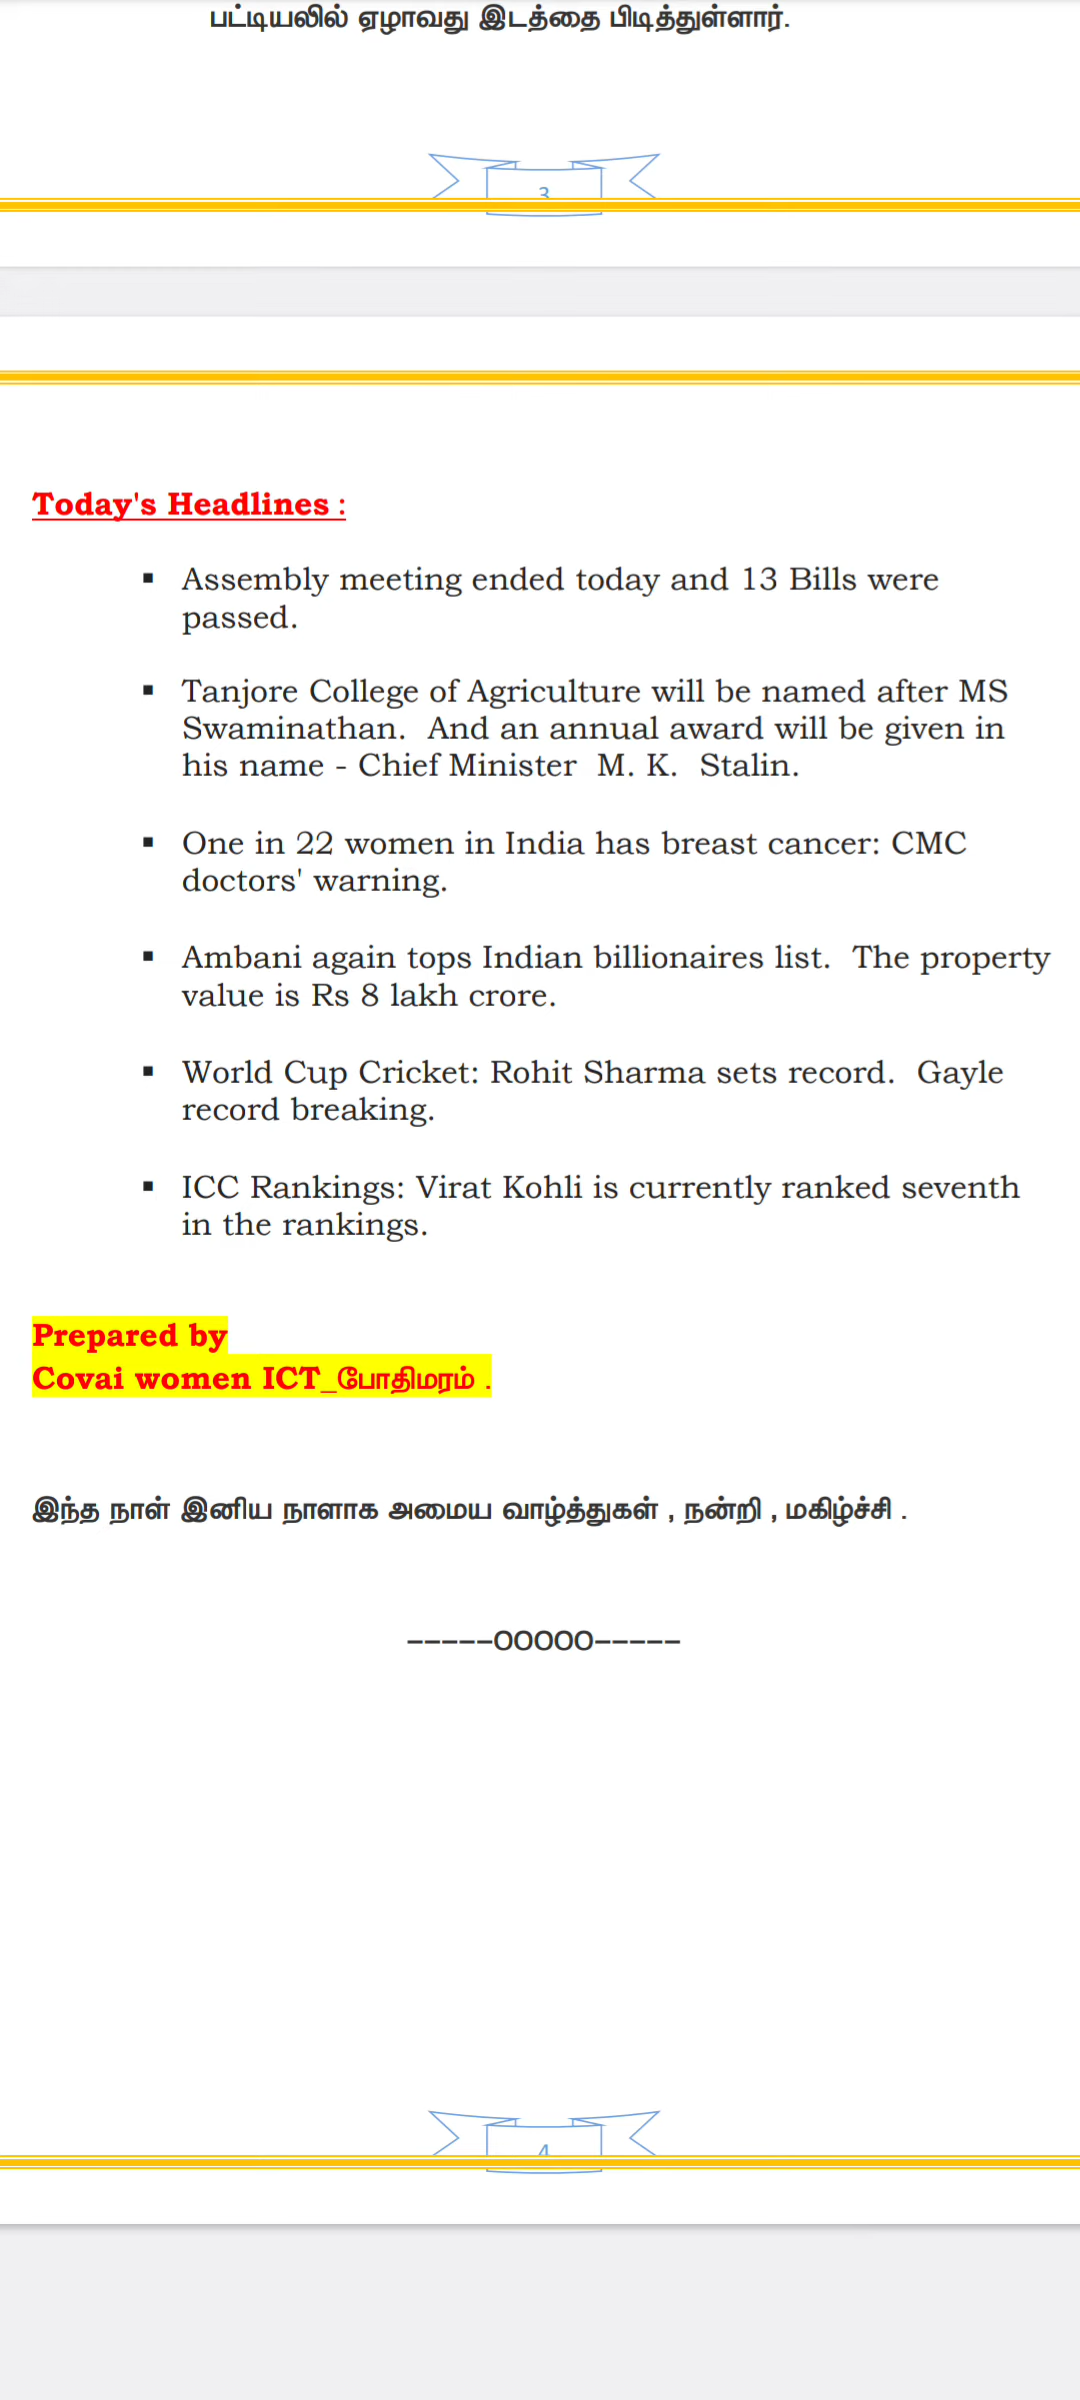 பட்டியலில் ஏழாவது இடத்தை பிடித்துள்ளார்.
3
Today's Headlines :
▪ Assembly meeting ended today and 13 Bills were
passed.
▪ Tanjore College of Agriculture will be named after MS
Swaminathan.  And an annual award will be given in
his name - Chief Minister  M. K.  Stalin.
▪ One in 22 women in India has breast cancer: CMC
doctors' warning.
▪ Ambani again tops Indian billionaires list.  The property
value is Rs 8 lakh crore.
▪ World Cup Cricket: Rohit Sharma sets record.  Gayle
record breaking.
▪ ICC Rankings: Virat Kohli is currently ranked seventh
in the rankings.
Prepared by
Covai women ICT_போதிமரம் .
இந்த நாள் இனிய நாளாக அமைய வாழ்த்துகள் , நன்றி , மகிழ்ச்சி .
-----OOOOO-----
4